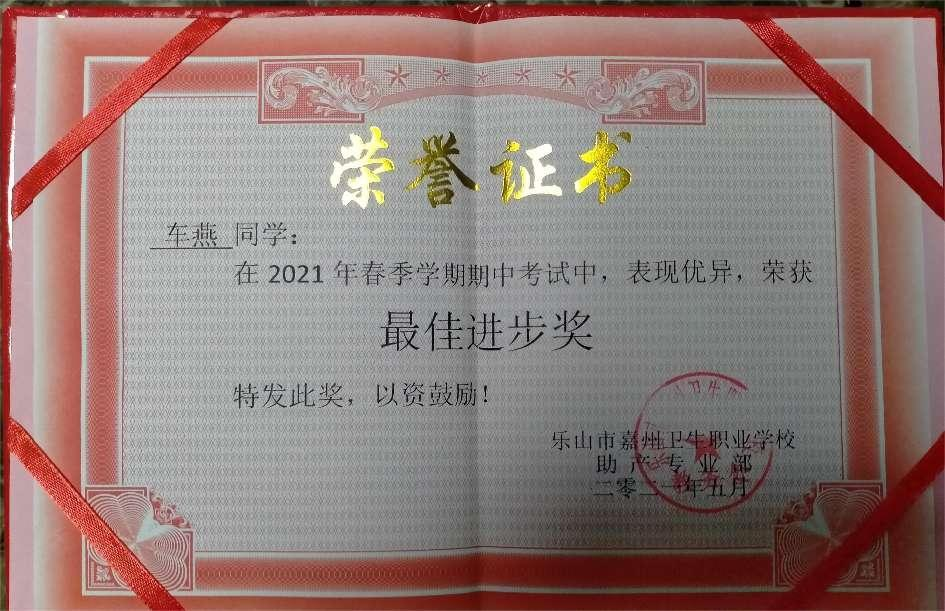 荣誉证书
车燕 同学：
在 2021 年春季学期期中考试中，表现优异，荣获
最佳进步奖
特发此奖，以资鼓励！
乐山市嘉州卫生职业学校
助产专业部
二零二一年五月